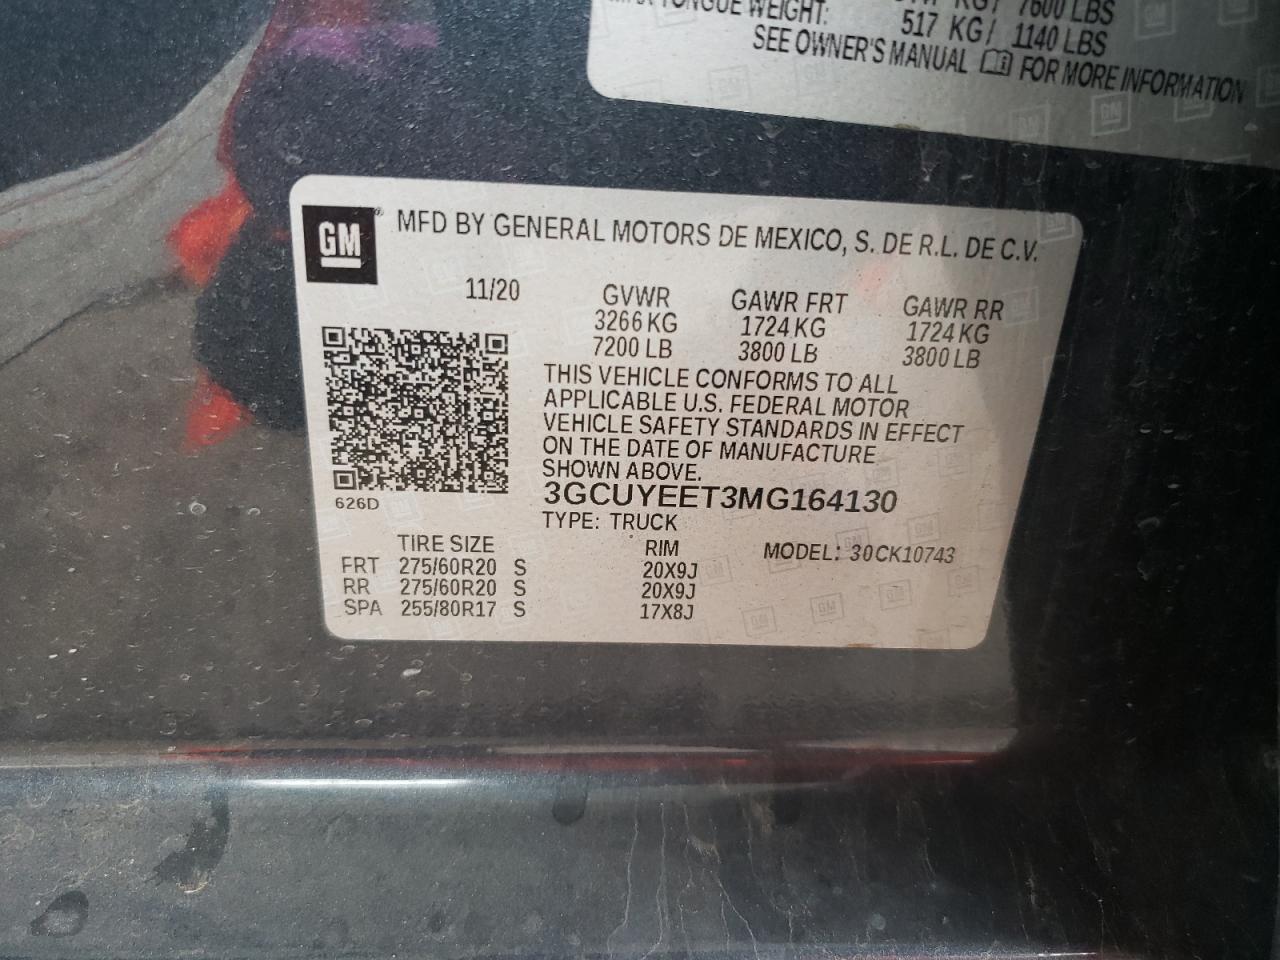 7600 LBS
TONGUE WEIGHT: 517 KG / 1140 LBS
SEE OWNER'S MANUAL FOR MORE INFORMATION
GM ® MFD BY GENERAL MOTORS DE MEXICO, S. DE R.L. DE C.V.
11/20 GVWR GAWR FRT GAWR RR
3266 KG 1724 KG 1724 KG
7200 LB 3800 LB 3800 LB
THIS VEHICLE CONFORMS TO ALL
APPLICABLE U.S. FEDERAL MOTOR
VEHICLE SAFETY STANDARDS IN EFFECT
ON THE DATE OF MANUFACTURE
SHOWN ABOVE.
626D 3GCUYEET3MG164130
TYPE: TRUCK
TIRE SIZE RIM MODEL: 30CK10743
FRT 275/60R20 S 20X9J
RR 275/60R20 S 20X9J
SPA 255/80R17 S 17X8J